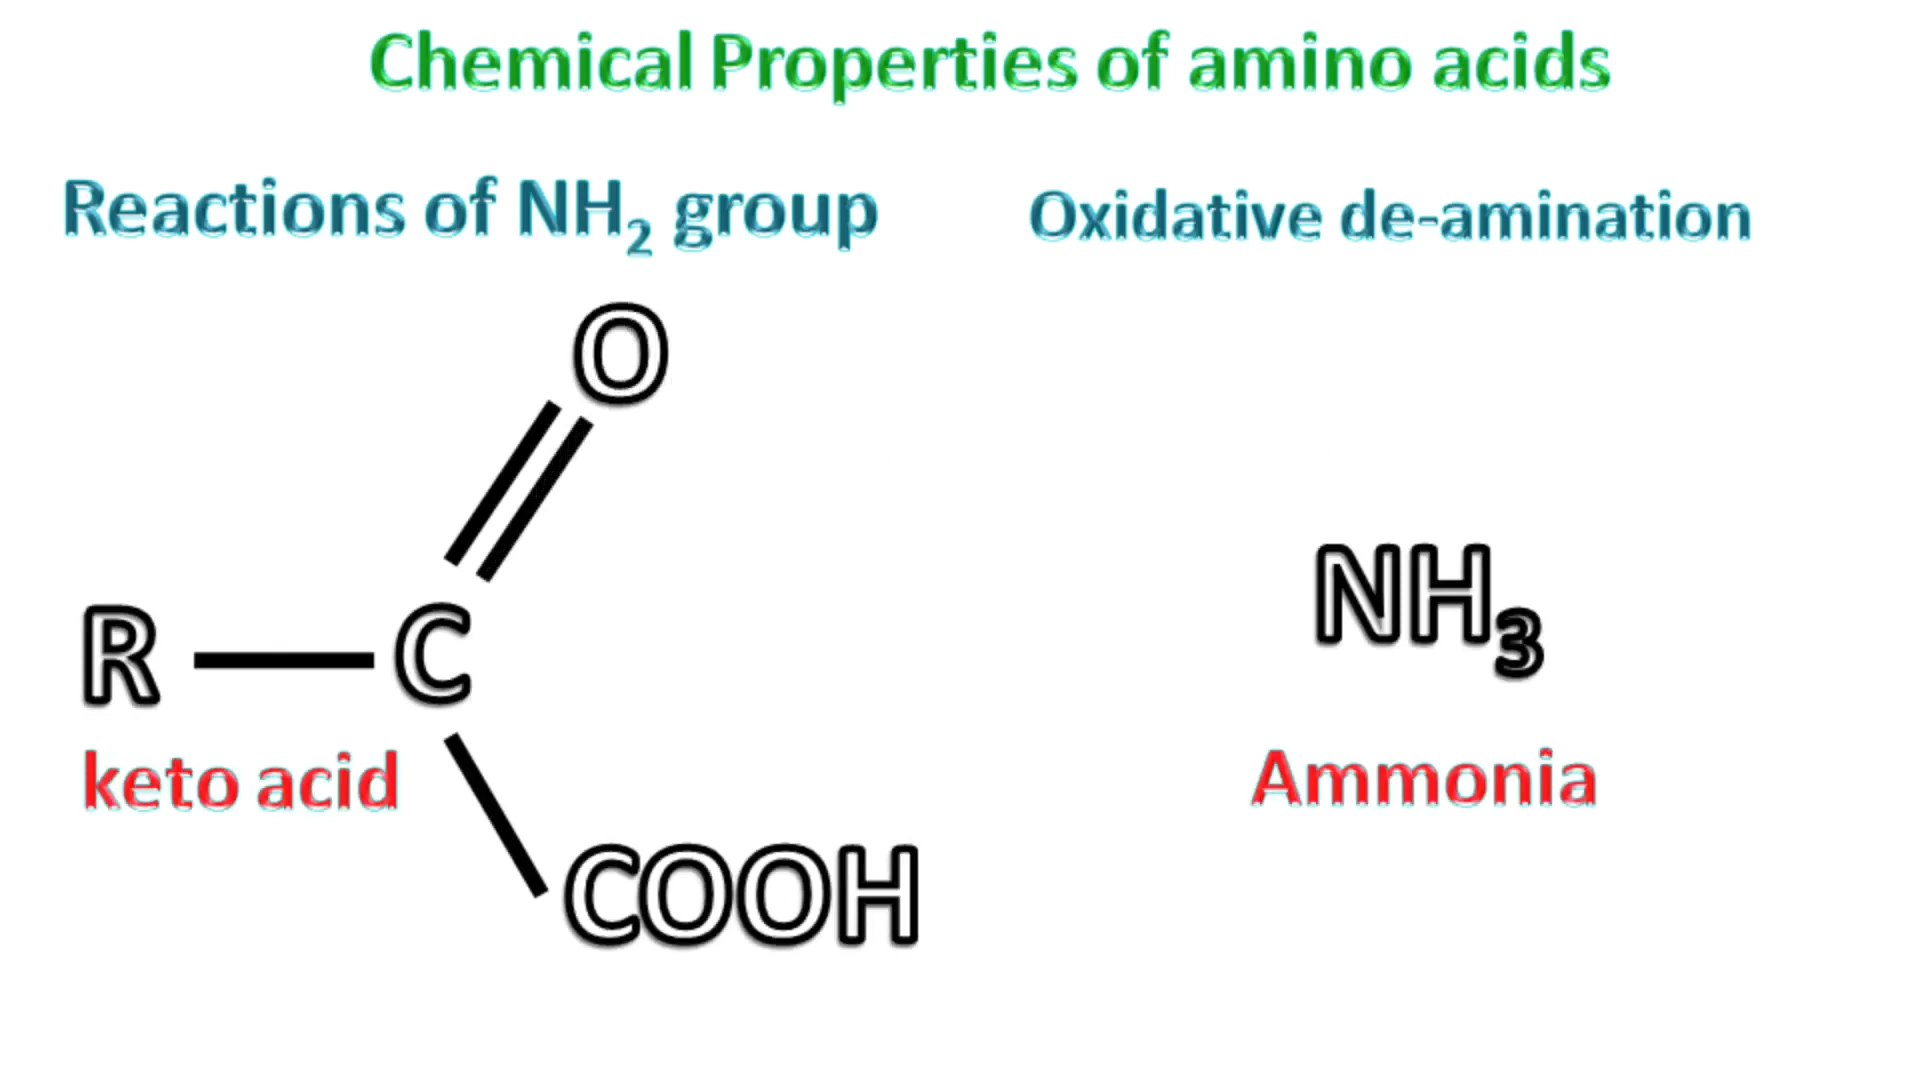 Chemical Properties of amino acids
Reactions of NH₂ group
Oxidative de-amination
O
R
C
NH₃
keto acid
Ammonia
COOH